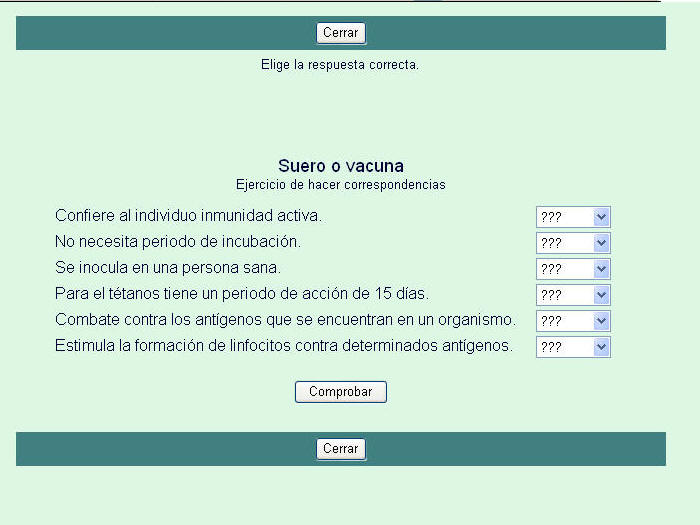 Cerrar
Elige la respuesta correcta.
Suero o vacuna
Ejercicio de hacer correspondencias
Confiere al individuo inmunidad activa. ???
No necesita periodo de incubación. ???
Se inocula en una persona sana. ???
Para el tétanos tiene un periodo de acción de 15 días. ???
Combate contra los antígenos que se encuentran en un organismo. ???
Estimula la formación de linfocitos contra determinados antígenos. ???
Comprobar
Cerrar